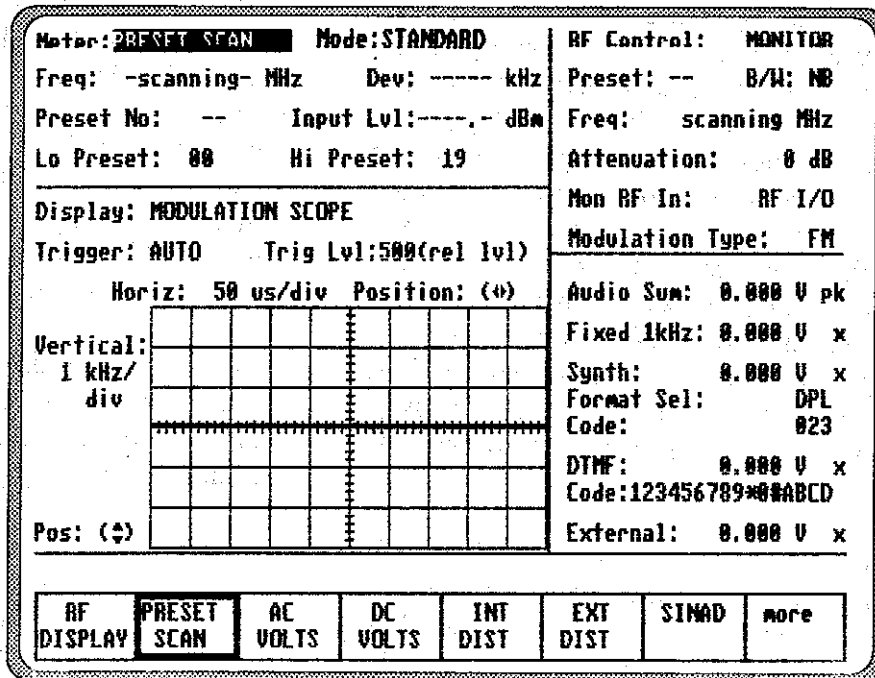 Meter:PRESET SCAN Mode:STANDARD
Freq: -scanning- MHz Dev: ----- kHz
Preset No: -- Input Lvl:----.- dBm
Lo Preset: 00 Hi Preset: 19
Display: MODULATION SCOPE
Trigger: AUTO Trig Lvl:500(rel lvl)
Horiz: 50 us/div Position: (↔)
Vertical:
1 kHz/
div
Pos: (↕)
RF Control: MONITOR
Preset: -- B/W: NB
Freq: scanning MHz
Attenuation: 0 dB
Mon RF In: RF I/O
Modulation Type: FM
Audio Sum: 0.000 V pk
Fixed 1kHz: 0.000 V x
Synth: 0.000 V x
Format Sel: DPL
Code: 023
DTMF: 0.000 V x
Code:123456789*0#ABCD
External: 0.000 V x
RF DISPLAY
PRESET SCAN
AC VOLTS
DC VOLTS
INT DIST
EXT DIST
SINAD
more